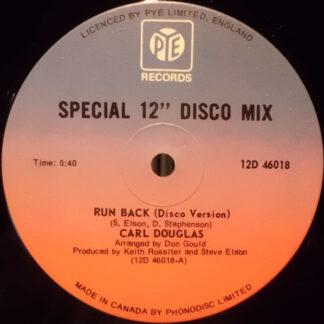 LICENCED BY PYE LIMITED, ENGLAND
PYE
RECORDS
SPECIAL 12" DISCO MIX
Time: 5:40
12D 46018
RUN BACK (Disco Version)
(S. Elson, D. Stephenson)
CARL DOUGLAS
Arranged by Don Gould
Produced by Keith Rossiter and Steve Elson
(12D 46018-A)
MADE IN CANADA BY PHONODISC LIMITED